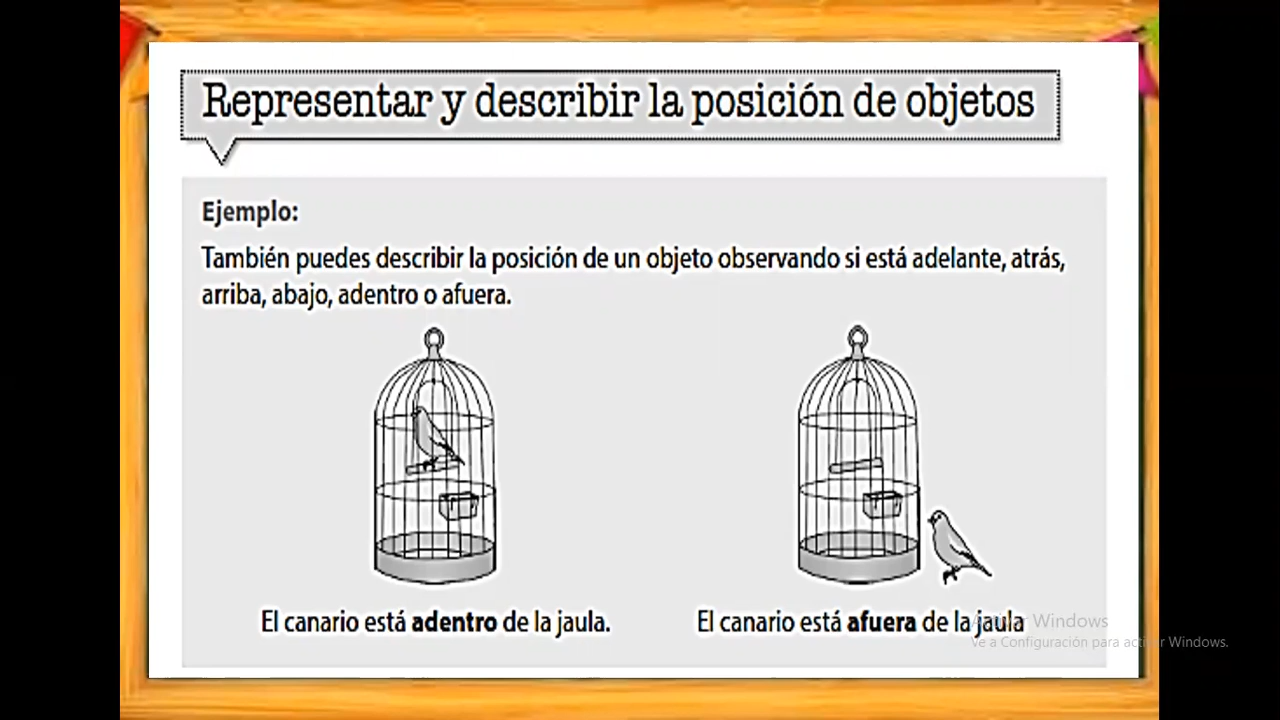 Representar y describir la posición de objetos
Ejemplo:
También puedes describir la posición de un objeto observando si está adelante, atrás,
arriba, abajo, adentro o afuera.
El canario está adentro de la jaula.
El canario está afuera de la jaula
Activar Windows
Ve a Configuración para activar Windows.